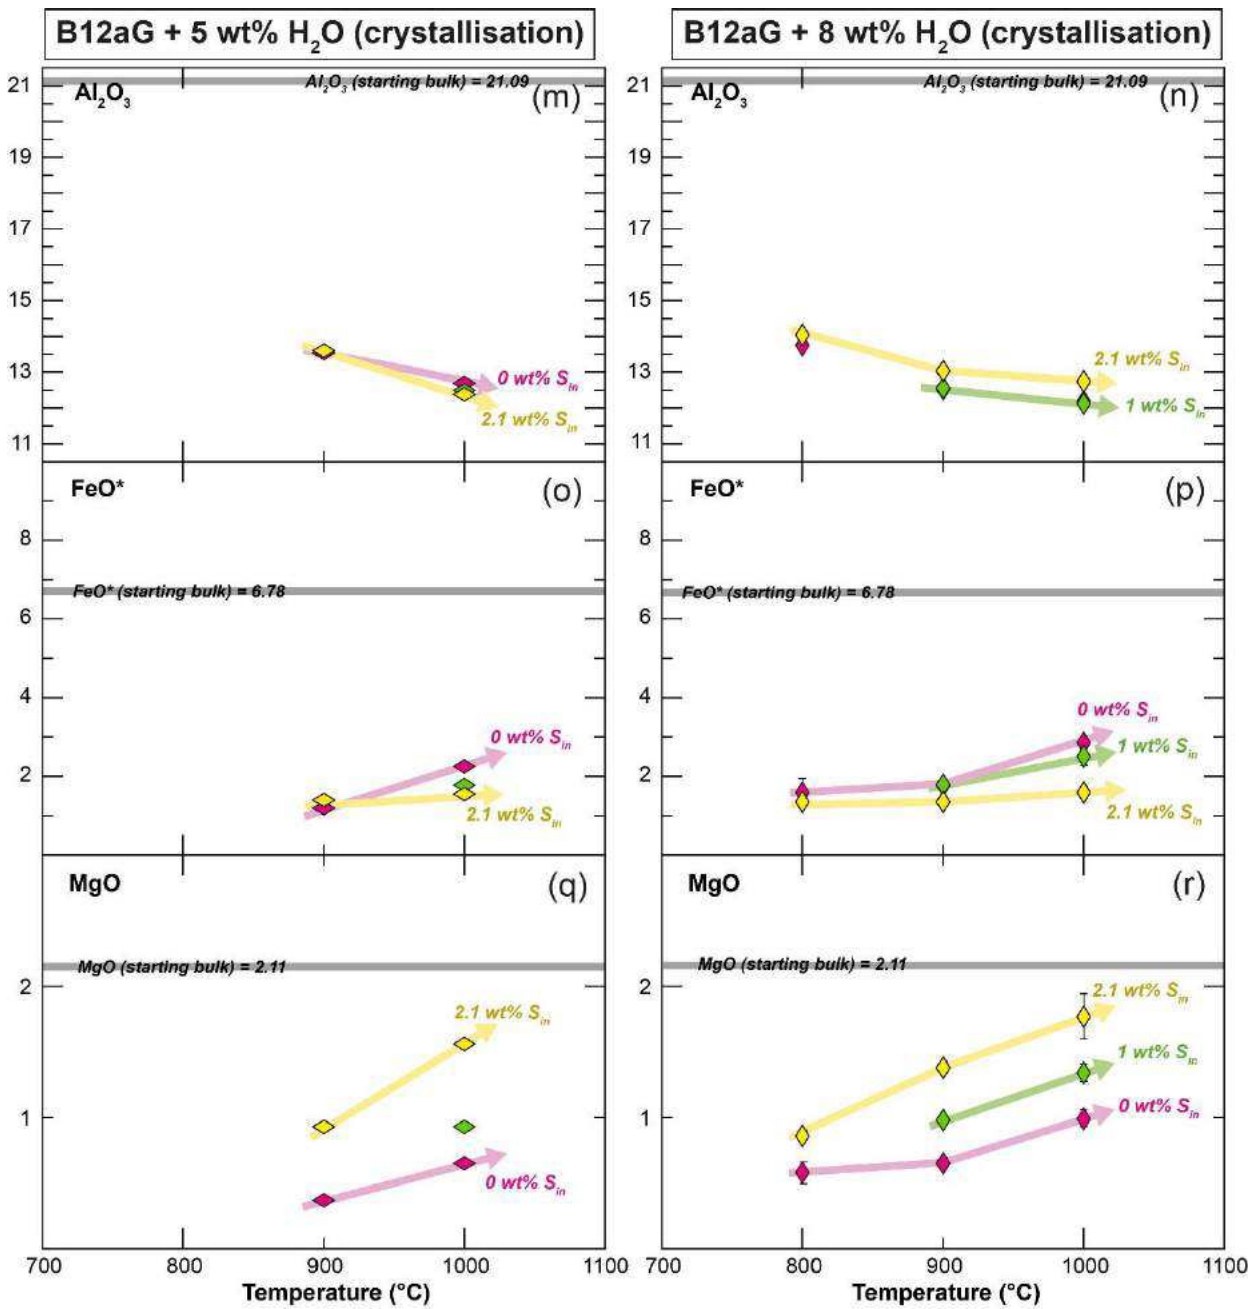 B12aG + 5 wt% H₂O (crystallisation)
B12aG + 8 wt% H₂O (crystallisation)
Al₂O₃ (starting bulk) = 21.09
Al₂O₃
(m)
21
19
17
15
13
11
0 wt% Sᵢₙ
2.1 wt% Sᵢₙ
Al₂O₃ (starting bulk) = 21.09
Al₂O₃
(n)
21
19
17
15
13
11
2.1 wt% Sᵢₙ
1 wt% Sᵢₙ
FeO*
(o)
8
FeO* (starting bulk) = 6.78
6
4
0 wt% Sᵢₙ
2
2.1 wt% Sᵢₙ
FeO*
(p)
8
FeO* (starting bulk) = 6.78
6
4
0 wt% Sᵢₙ
1 wt% Sᵢₙ
2
2.1 wt% Sᵢₙ
MgO
(q)
MgO (starting bulk) = 2.11
2
2.1 wt% Sᵢₙ
1
0 wt% Sᵢₙ
700
800
900
1000
1100
Temperature (°C)
MgO
(r)
MgO (starting bulk) = 2.11
2
2.1 wt% Sᵢₙ
1 wt% Sᵢₙ
1
0 wt% Sᵢₙ
700
800
900
1000
1100
Temperature (°C)